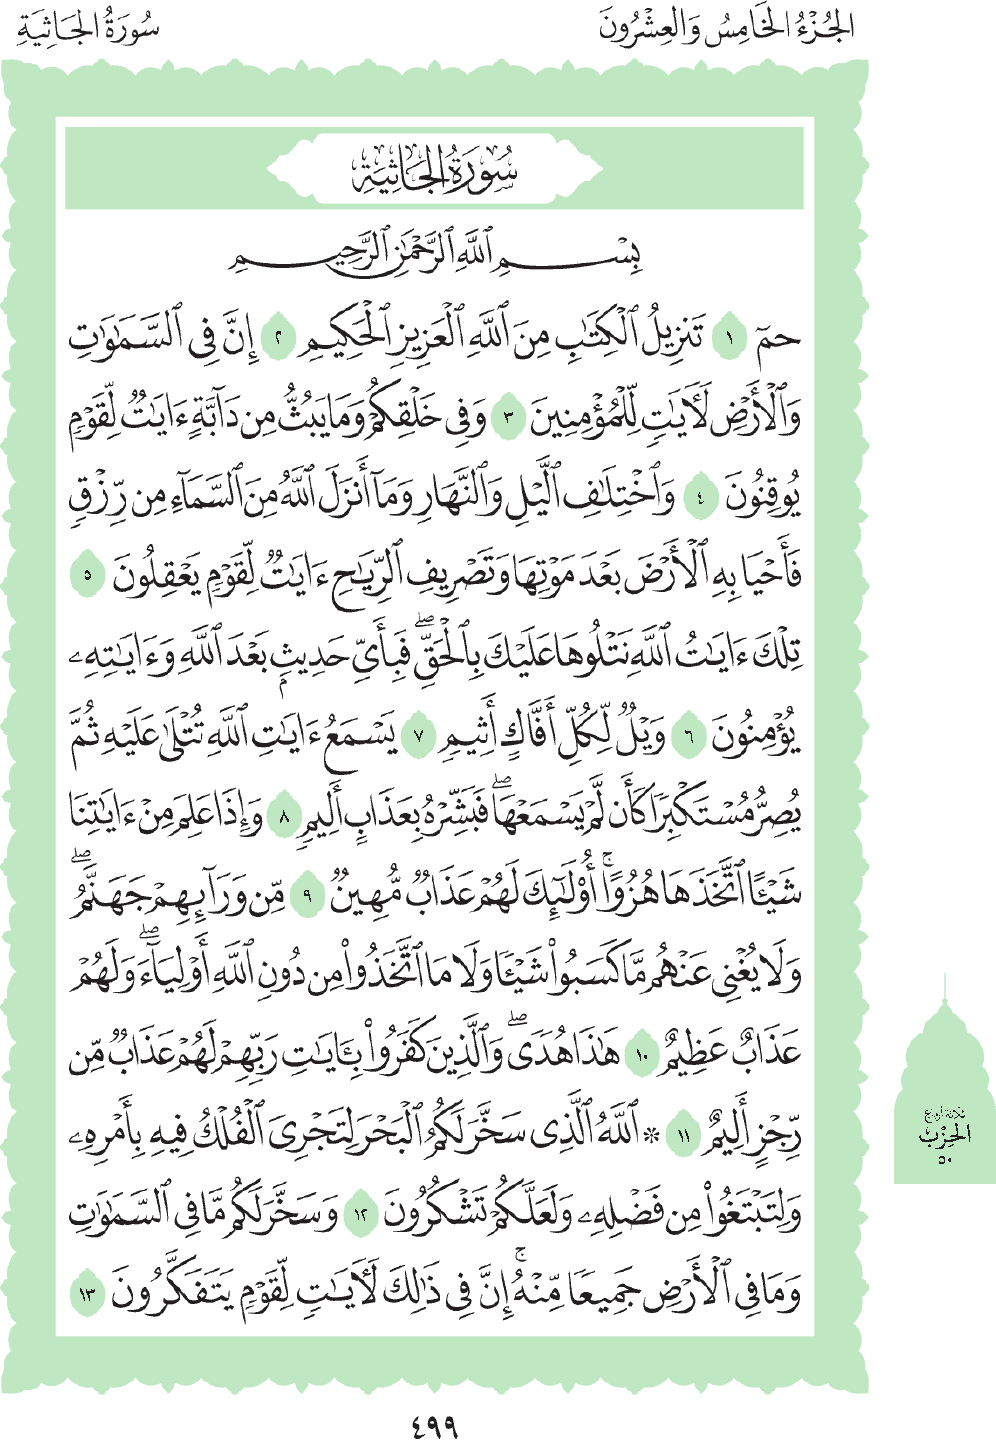 الجُزْءُ الخَامِسُ وَالعِشْرُونَ
سُورَةُ الجَاثِيَةِ
سُورَةُ الجَاثِيَةِ
بِسْمِ ٱللَّهِ ٱلرَّحْمَٰنِ ٱلرَّحِيمِ
حمٓ ١ تَنزِيلُ ٱلْكِتَٰبِ مِنَ ٱللَّهِ ٱلْعَزِيزِ ٱلْحَكِيمِ ٢ إِنَّ فِى ٱلسَّمَٰوَٰتِ
وَٱلْأَرْضِ لَـَٔايَٰتٍ لِّلْمُؤْمِنِينَ ٣ وَفِى خَلْقِكُمْ وَمَا يَبُثُّ مِن دَآبَّةٍ ءَايَٰتٌ لِّقَوْمٍ
يُوقِنُونَ ٤ وَٱخْتِلَٰفِ ٱلَّيْلِ وَٱلنَّهَارِ وَمَآ أَنزَلَ ٱللَّهُ مِنَ ٱلسَّمَآءِ مِن رِّزْقٍ
فَأَحْيَا بِهِ ٱلْأَرْضَ بَعْدَ مَوْتِهَا وَتَصْرِيفِ ٱلرِّيَٰحِ ءَايَٰتٌ لِّقَوْمٍ يَعْقِلُونَ ٥
تِلْكَ ءَايَٰتُ ٱللَّهِ نَتْلُوهَا عَلَيْكَ بِٱلْحَقِّۖ فَبِأَىِّ حَدِيثٍۭ بَعْدَ ٱللَّهِ وَءَايَٰتِهِۦ
يُؤْمِنُونَ ٦ وَيْلٌ لِّكُلِّ أَفَّاكٍ أَثِيمٍ ٧ يَسْمَعُ ءَايَٰتِ ٱللَّهِ تُتْلَىٰ عَلَيْهِ ثُمَّ
يُصِرُّ مُسْتَكْبِرًا كَأَن لَّمْ يَسْمَعْهَاۖ فَبَشِّرْهُ بِعَذَابٍ أَلِيمٍ ٨ وَإِذَا عَلِمَ مِنْ ءَايَٰتِنَا
شَيْـًٔا ٱتَّخَذَهَا هُزُوًاۚ أُو۟لَٰٓئِكَ لَهُمْ عَذَابٌ مُّهِينٌ ٩ مِّن وَرَآئِهِمْ جَهَنَّمُۖ
وَلَا يُغْنِى عَنْهُم مَّا كَسَبُوا۟ شَيْـًٔا وَلَا مَا ٱتَّخَذُوا۟ مِن دُونِ ٱللَّهِ أَوْلِيَآءَۖ وَلَهُمْ
عَذَابٌ عَظِيمٌ ١٠ هَٰذَا هُدًىۖ وَٱلَّذِينَ كَفَرُوا۟ بِـَٔايَٰتِ رَبِّهِمْ لَهُمْ عَذَابٌ مِّن
رِّجْزٍ أَلِيمٌ ١١ ۞ ٱللَّهُ ٱلَّذِى سَخَّرَ لَكُمُ ٱلْبَحْرَ لِتَجْرِىَ ٱلْفُلْكُ فِيهِ بِأَمْرِهِۦ
وَلِتَبْتَغُوا۟ مِن فَضْلِهِۦ وَلَعَلَّكُمْ تَشْكُرُونَ ١٢ وَسَخَّرَ لَكُم مَّا فِى ٱلسَّمَٰوَٰتِ
وَمَا فِى ٱلْأَرْضِ جَمِيعًا مِّنْهُۚ إِنَّ فِى ذَٰلِكَ لَـَٔايَٰتٍ لِّقَوْمٍ يَتَفَكَّرُونَ ١٣
ثلاثة أرباع
الحِزْب
٥٠
٤٩٩